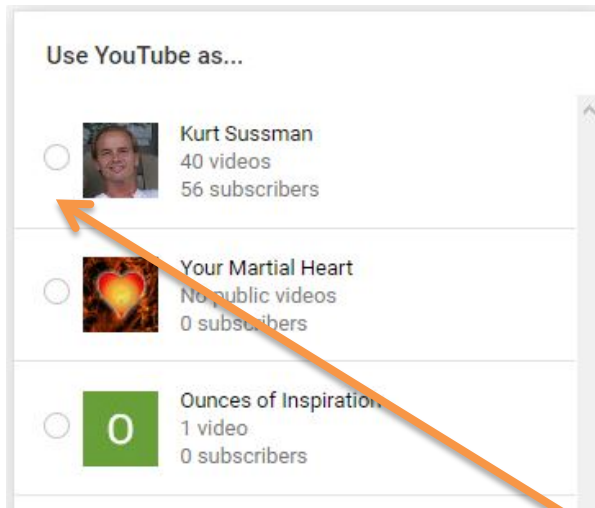 Use YouTube as...
Kurt Sussman
40 videos
56 subscribers
Your Martial Heart
No public videos
0 subscribers
O
Ounces of Inspiration
1 video
0 subscribers